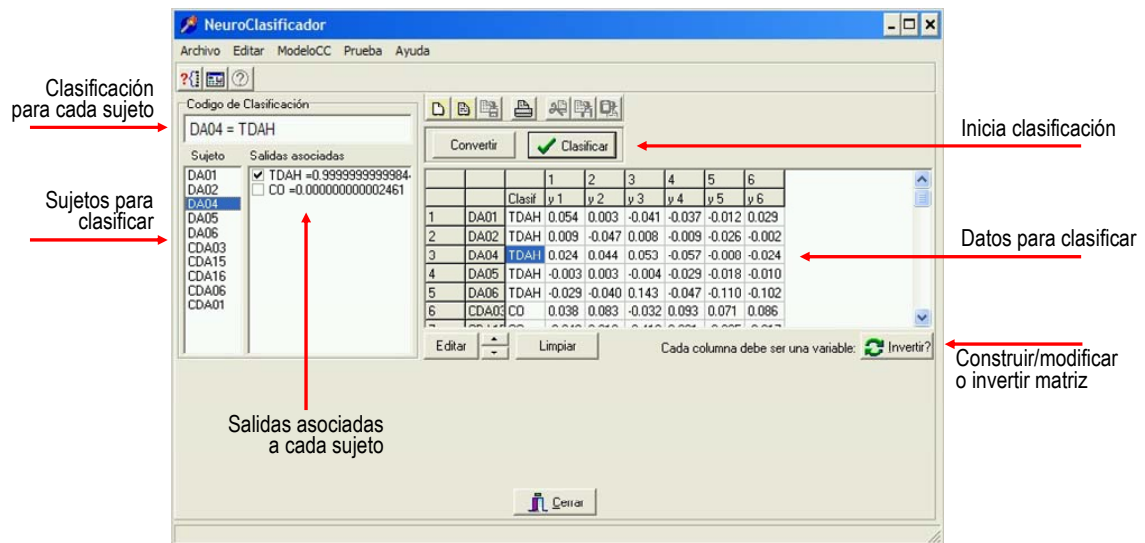 NeuroClasificador
Archivo Editar ModeloCC Prueba Ayuda
Clasificación
para cada sujeto
Codigo de Clasificación
DA04 = TDAH
Sujeto Salidas asociadas
DA01
DA02
DA04
DA05
DA06
CDA03
CDA15
CDA16
CDA06
CDA01
TDAH =0.9999999999984
CO =0.000000000002461
Sujetos para
clasificar
Salidas asociadas
a cada sujeto
Convertir Clasificar
Inicia clasificación
1 2 3 4 5 6
Clasif y 1 y 2 y 3 y 4 y 5 y 6
1 DA01 TDAH 0.054 0.003 -0.041 -0.037 -0.012 0.029
2 DA02 TDAH 0.009 -0.047 0.008 -0.009 -0.026 -0.002
3 DA04 TDAH 0.024 0.044 0.053 -0.057 -0.008 -0.024
4 DA05 TDAH -0.003 0.003 -0.004 -0.029 -0.018 -0.010
5 DA06 TDAH -0.029 -0.040 0.143 -0.047 -0.110 -0.102
6 CDA03 CO 0.038 0.083 -0.032 0.093 0.071 0.086
Datos para clasificar
Editar Limpiar Cada columna debe ser una variable: Invertir?
Construir/modificar
o invertir matriz
Cerrar